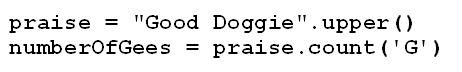 praise = "Good Doggie".upper()
numberOfGees = praise.count('G')